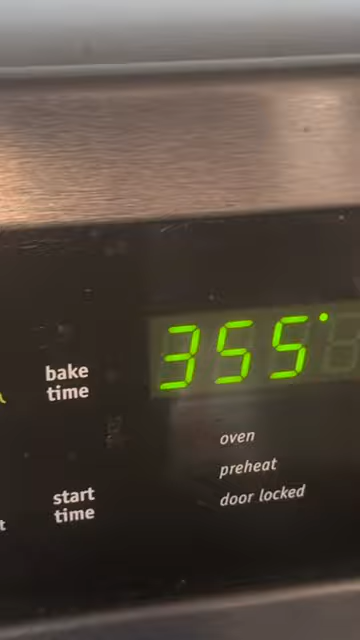 355°
bake
time
oven
preheat
door locked
start
time